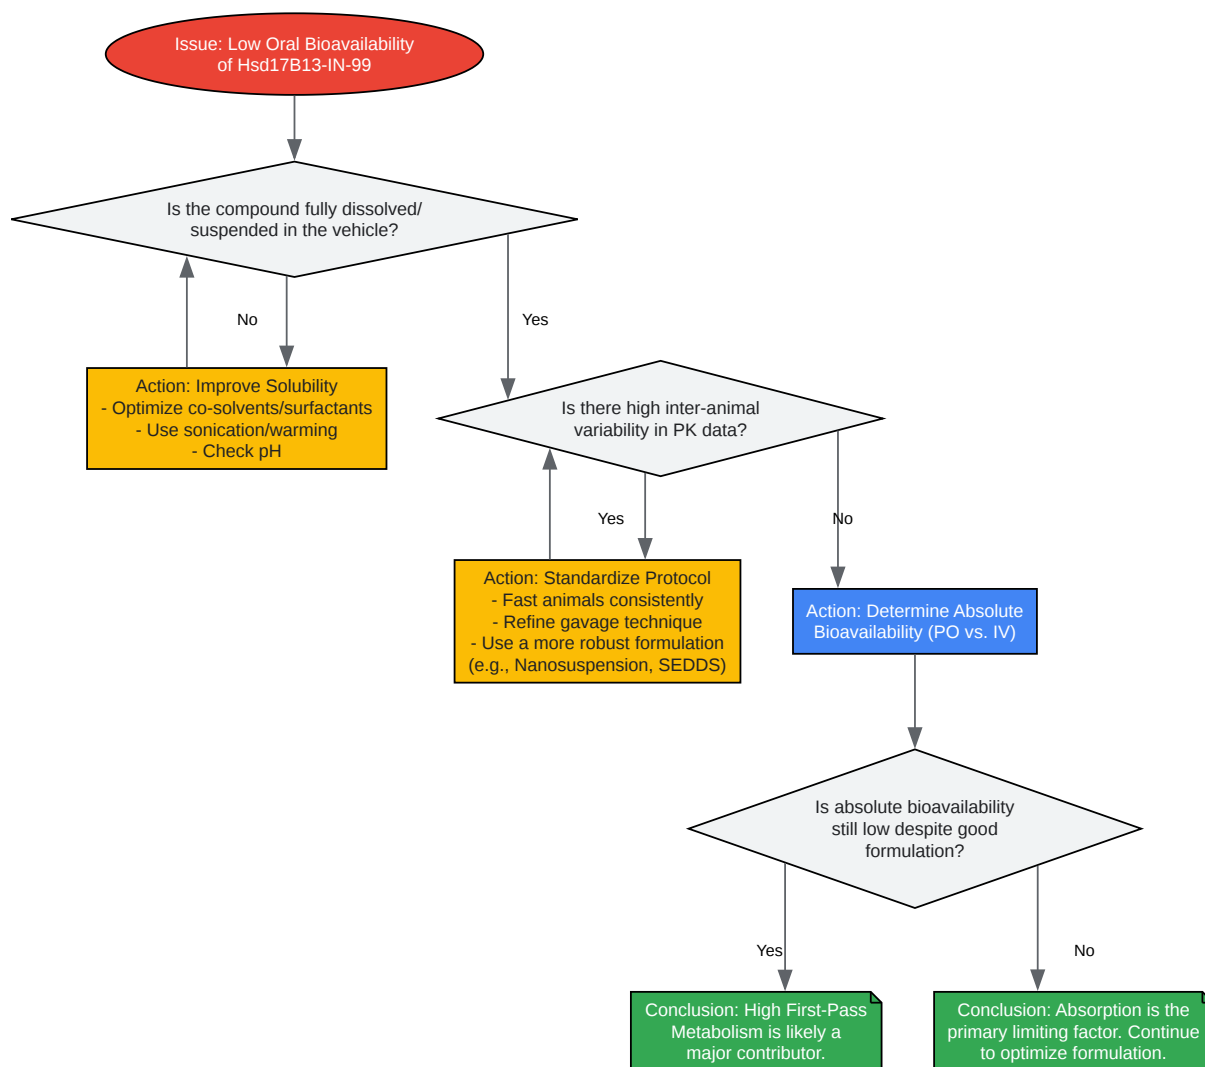 Issue: Low Oral Bioavailability
of Hsd17B13-IN-99
Is the compound fully dissolved/
suspended in the vehicle?
No
Yes
Action: Improve Solubility
- Optimize co-solvents/surfactants
- Use sonication/warming
- Check pH
Is there high inter-animal
variability in PK data?
Yes
No
Action: Standardize Protocol
- Fast animals consistently
- Refine gavage technique
- Use a more robust formulation
(e.g., Nanosuspension, SEDDS)
Action: Determine Absolute
Bioavailability (PO vs. IV)
Is absolute bioavailability
still low despite good
formulation?
Yes
No
Conclusion: High First-Pass
Metabolism is likely a
major contributor.
Conclusion: Absorption is the
primary limiting factor. Continue
to optimize formulation.